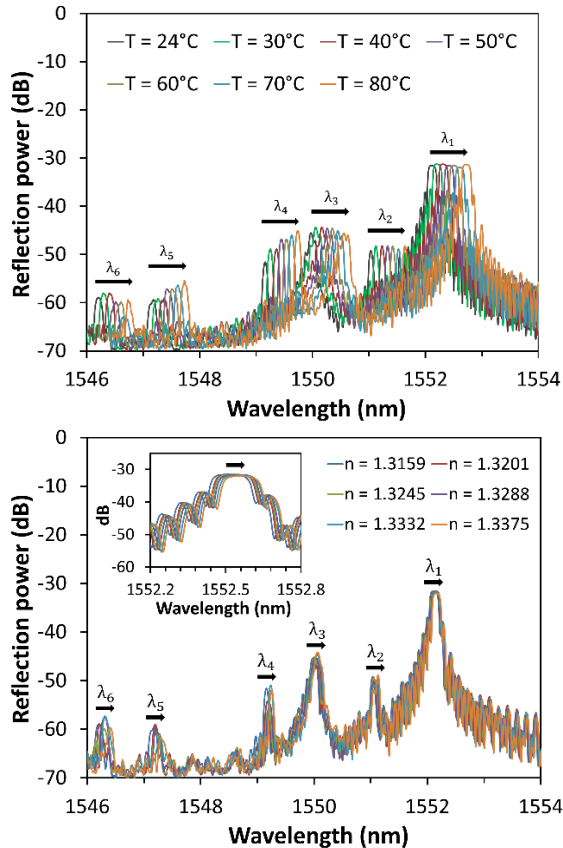 0
-10
-20
-30
-40
-50
-60
-70
Reflection power (dB)
T = 24°C T = 30°C T = 40°C T = 50°C
T = 60°C T = 70°C T = 80°C
λ1
λ4 λ3
λ2
λ6 λ5
1546 1548 1550 1552 1554
Wavelength (nm)
0
-10
-20
-30
-40
-50
-60
-70
Reflection power (dB)
-30
-40
-50
-60
dB
1552.2 1552.5 1552.8
Wavelength (nm)
n = 1.3159 n = 1.3201
n = 1.3245 n = 1.3288
n = 1.3332 n = 1.3375
λ1
λ3
λ4 λ2
λ6 λ5
1546 1548 1550 1552 1554
Wavelength (nm)